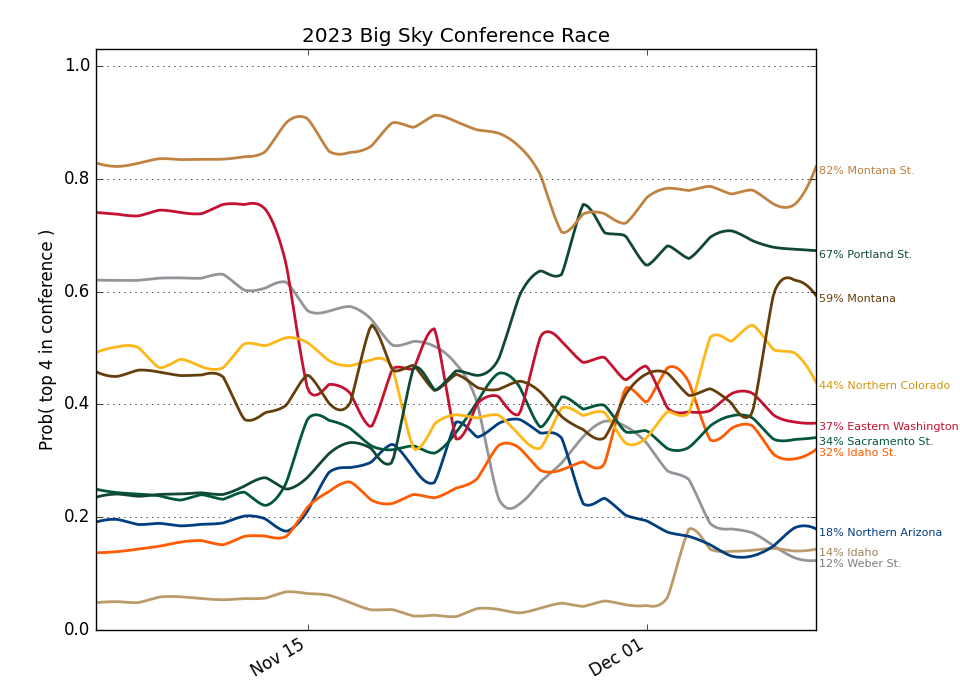 2023 Big Sky Conference Race
Prob( top 4 in conference )
1.0
0.8
0.6
0.4
0.2
0.0
Nov 15
Dec 01
82% Montana St.
67% Portland St.
59% Montana
44% Northern Colorado
37% Eastern Washington
34% Sacramento St.
32% Idaho St.
18% Northern Arizona
14% Idaho
12% Weber St.